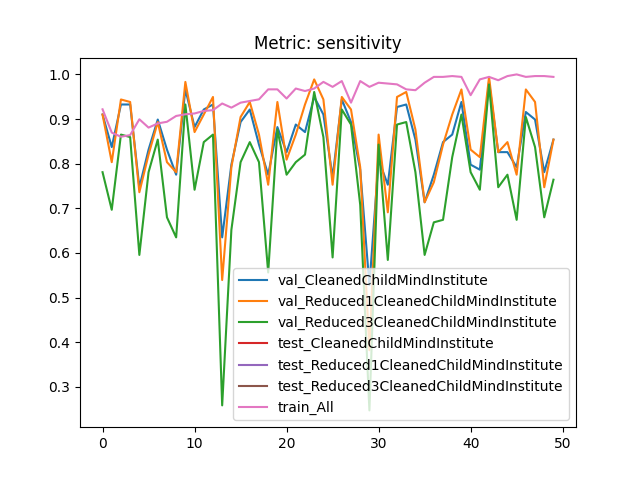 Metric: sensitivity
1.0
0.9
0.8
0.7
0.6
0.5
0.4
0.3
val_CleanedChildMindInstitute
val_Reduced1CleanedChildMindInstitute
val_Reduced3CleanedChildMindInstitute
test_CleanedChildMindInstitute
test_Reduced1CleanedChildMindInstitute
test_Reduced3CleanedChildMindInstitute
train_All
0 10 20 30 40 50